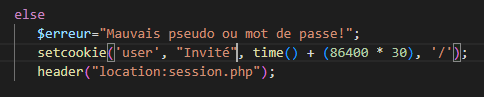 else
$erreur="Mauvais pseudo ou mot de passe!";
setcookie('user', "Invité", time() + (86400 * 30), '/');
header("location:session.php");